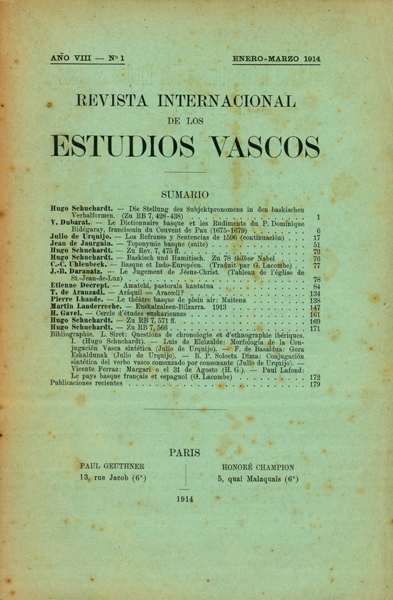 AÑO VIII — Nº 1 ENERO-MARZO 1914
REVISTA INTERNACIONAL
DE LOS
ESTUDIOS VASCOS
SUMARIO
Hugo Schuchardt. — Die Stellung des Subjektpronomens in den baskischen
Verbalformen. (Zu RB 7, 428-438) 1
V. Dubarat. — Le Dictionnaire basque et les Rudiments du P. Dominique
Bidégaray, franciscain du Couvent de Pau (1675-1679) 6
Julio de Urquijo. — Los Refranes y Sentencias de 1596 (continuación) 17
Jean de Jaurgain. — Toponymie basque (suite) 51
Hugo Schuchardt. — Zu Rev. 7, 475 ff. 73
Hugo Schuchardt. — Baskisch und Hamitisch. Zu 78 Gilbor Nabel 76
C.-C. Uhlenbeck. — Basque et Indo-Européen. (Traduit par G. Lacombe) 77
J.-B. Daranatz. — Le Jugement de Jésus-Christ. (Tableau de l'église de
St.-Jean-de-Luz) 78
Etienne Decrept. — Amatchi, pastorala kantatua 84
T. de Aranzadi. — Aráquil = Araceeli? 134
Pierre Lhande. — Le théâtre basque de plein air: Maitena 138
Martin Landerreche. — Euskalzaleen-Bilzarra. 1913 147
H. Gavel. — Cercle d'études euskariennes 161
Hugo Schuchardt. — Zu RB 7, 571 ff. 169
Hugo Schuchardt. — Zu RB 7, 566 171
Bibliographie. L. Siret: Questions de chronologie et d'ethnographie ibériques.
I. (Hugo Schuchardt). — Luis de Eleizalde: Morfología de la Con-
jugación Vasca sintética (Julio de Urquijo). — F. de Basaldúa: Gora
Eskaldunak (Julio de Urquijo). — R. P. Soloeta Dima: Conjugación
sintética del verbo vasco comenzado por consonante (Julio de Urquijo). —
Vicente Ferraz: Margari o el 31 de Agosto (H. G.). — Paul Lafond:
Le pays basque français et espagnol (G. Lacombe) 172
Publicaciones recientes 179
PARIS
PAUL GEUTHNER HONORÉ CHAMPION
13, rue Jacob (6e) 5, quai Malaquais (6e)
1914